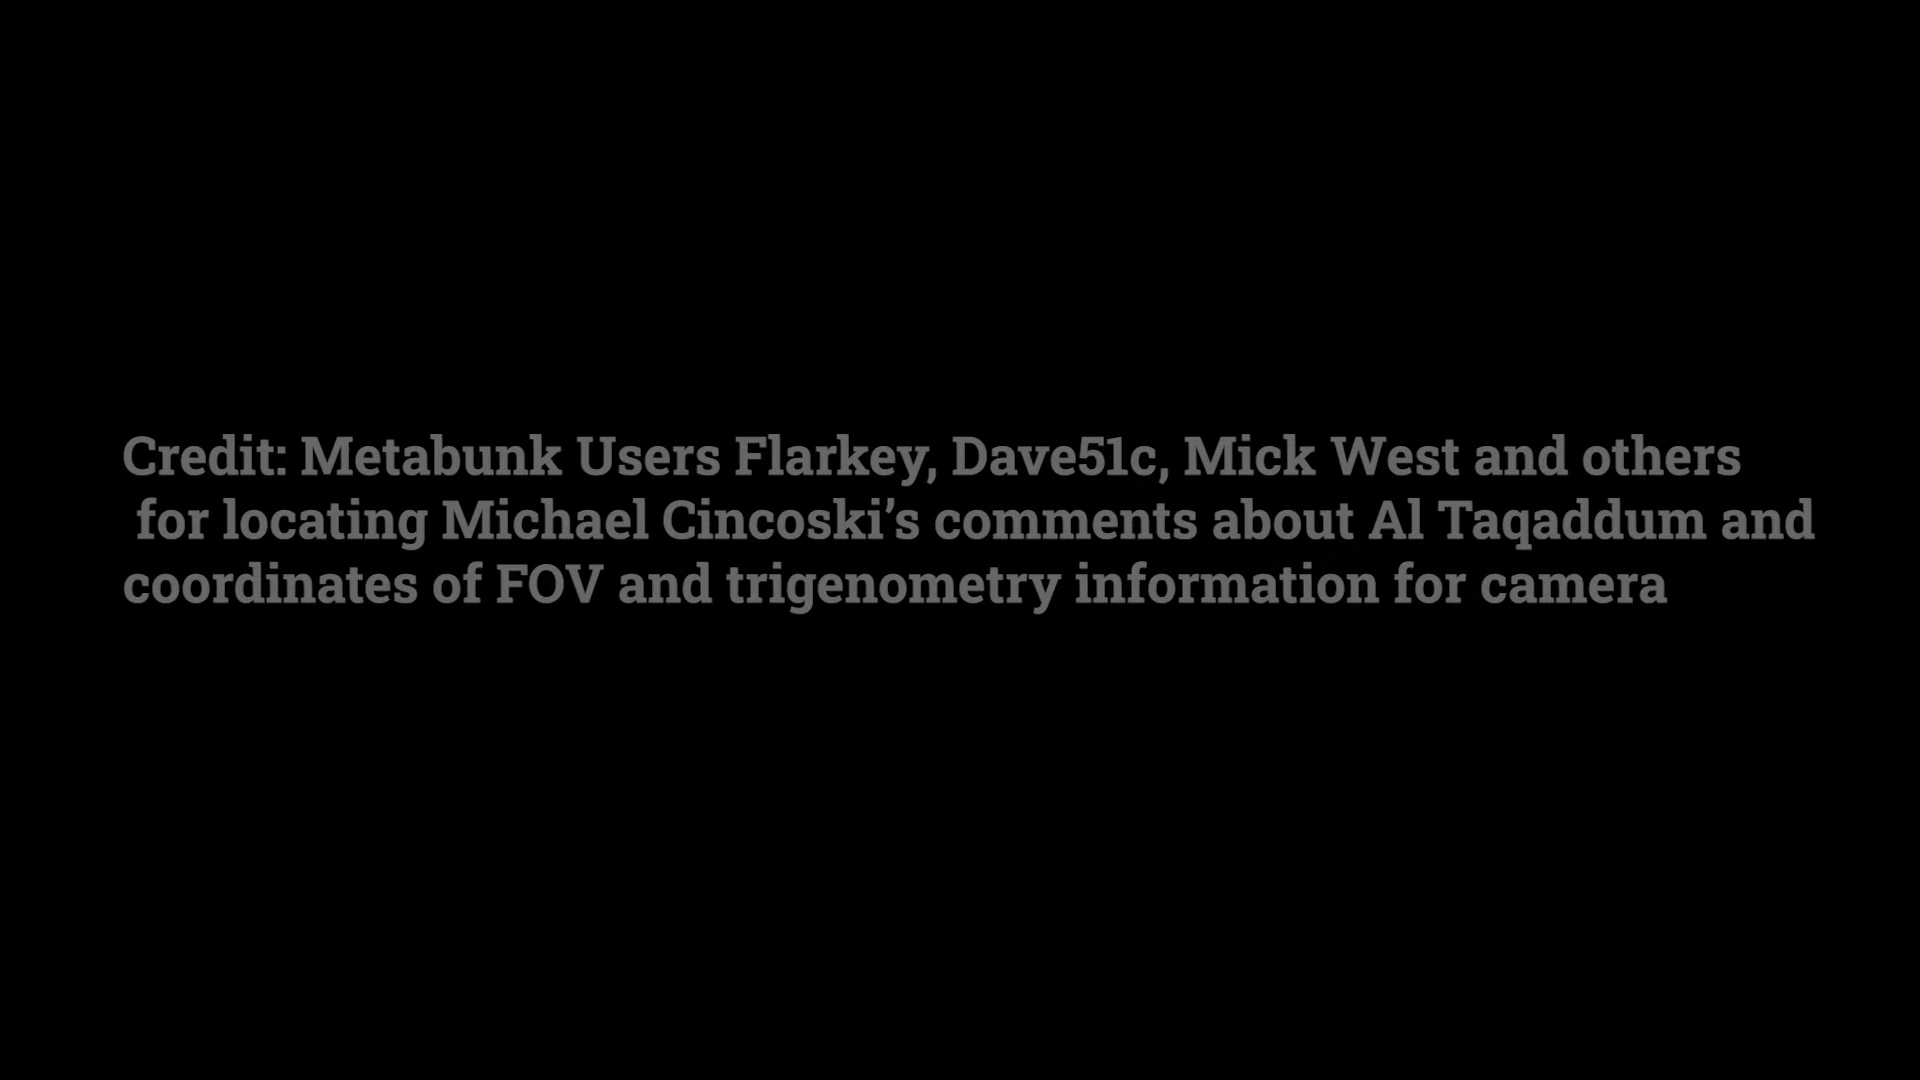 Credit: Metabunk Users Flarkey, Dave51c, Mick West and others
for locating Michael Cincoski’s comments about Al Taqaddum and
coordinates of FOV and trigenometry information for camera